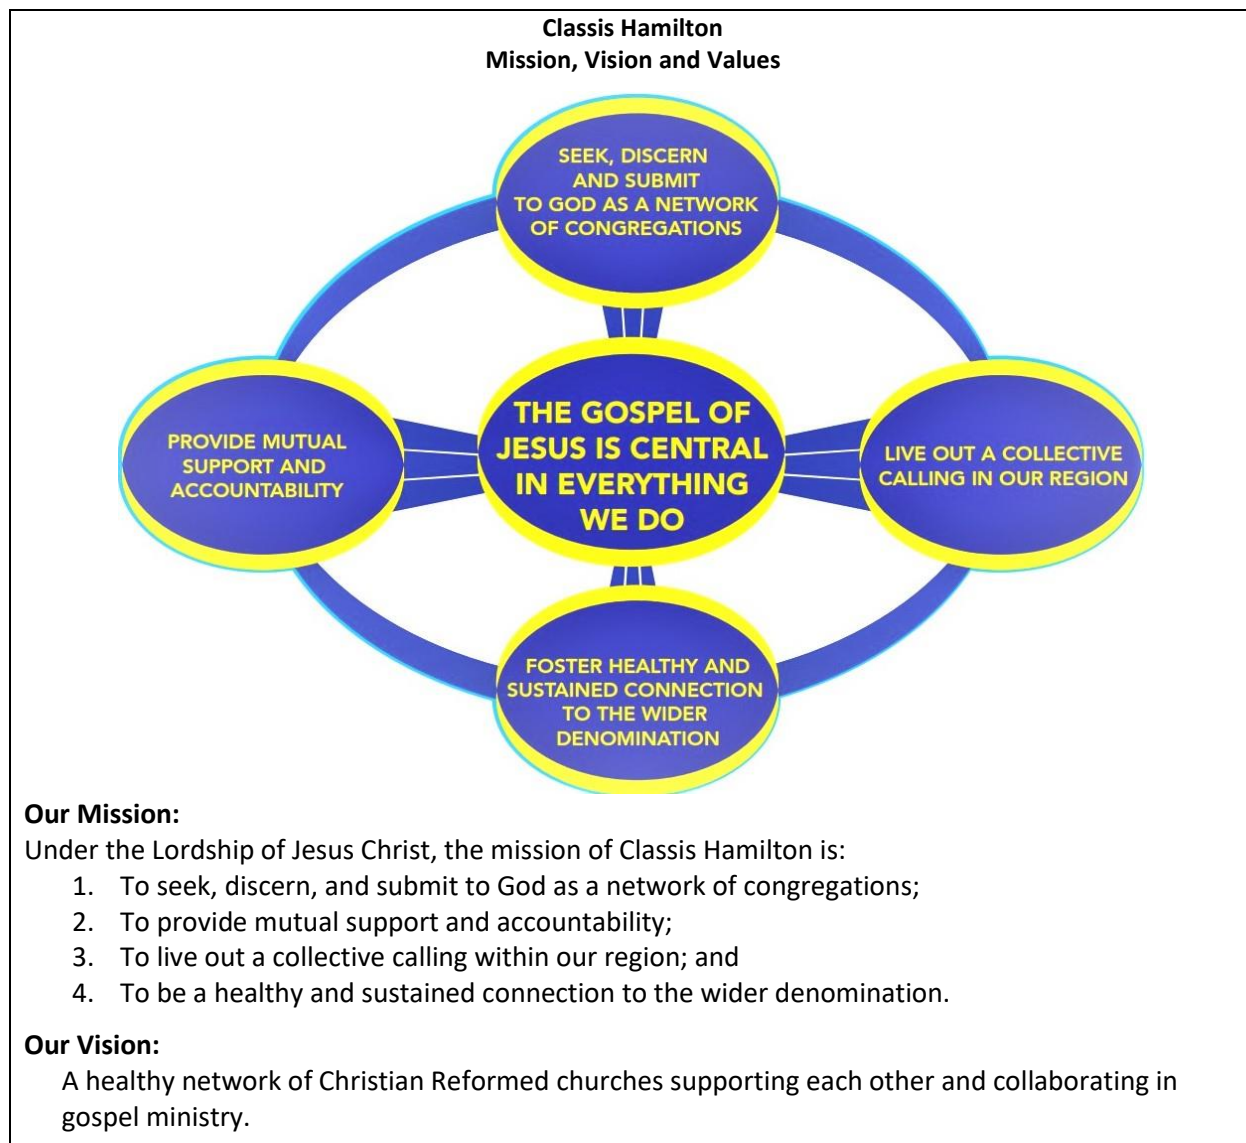 Classis Hamilton
Mission, Vision and Values
SEEK, DISCERN
AND SUBMIT
TO GOD AS A NETWORK
OF CONGREGATIONS
PROVIDE MUTUAL
SUPPORT AND
ACCOUNTABILITY
THE GOSPEL OF
JESUS IS CENTRAL
IN EVERYTHING
WE DO
LIVE OUT A COLLECTIVE
CALLING IN OUR REGION
FOSTER HEALTHY AND
SUSTAINED CONNECTION
TO THE WIDER
DENOMINATION
Our Mission:
Under the Lordship of Jesus Christ, the mission of Classis Hamilton is:
1. To seek, discern, and submit to God as a network of congregations;
2. To provide mutual support and accountability;
3. To live out a collective calling within our region; and
4. To be a healthy and sustained connection to the wider denomination.
Our Vision:
A healthy network of Christian Reformed churches supporting each other and collaborating in
gospel ministry.